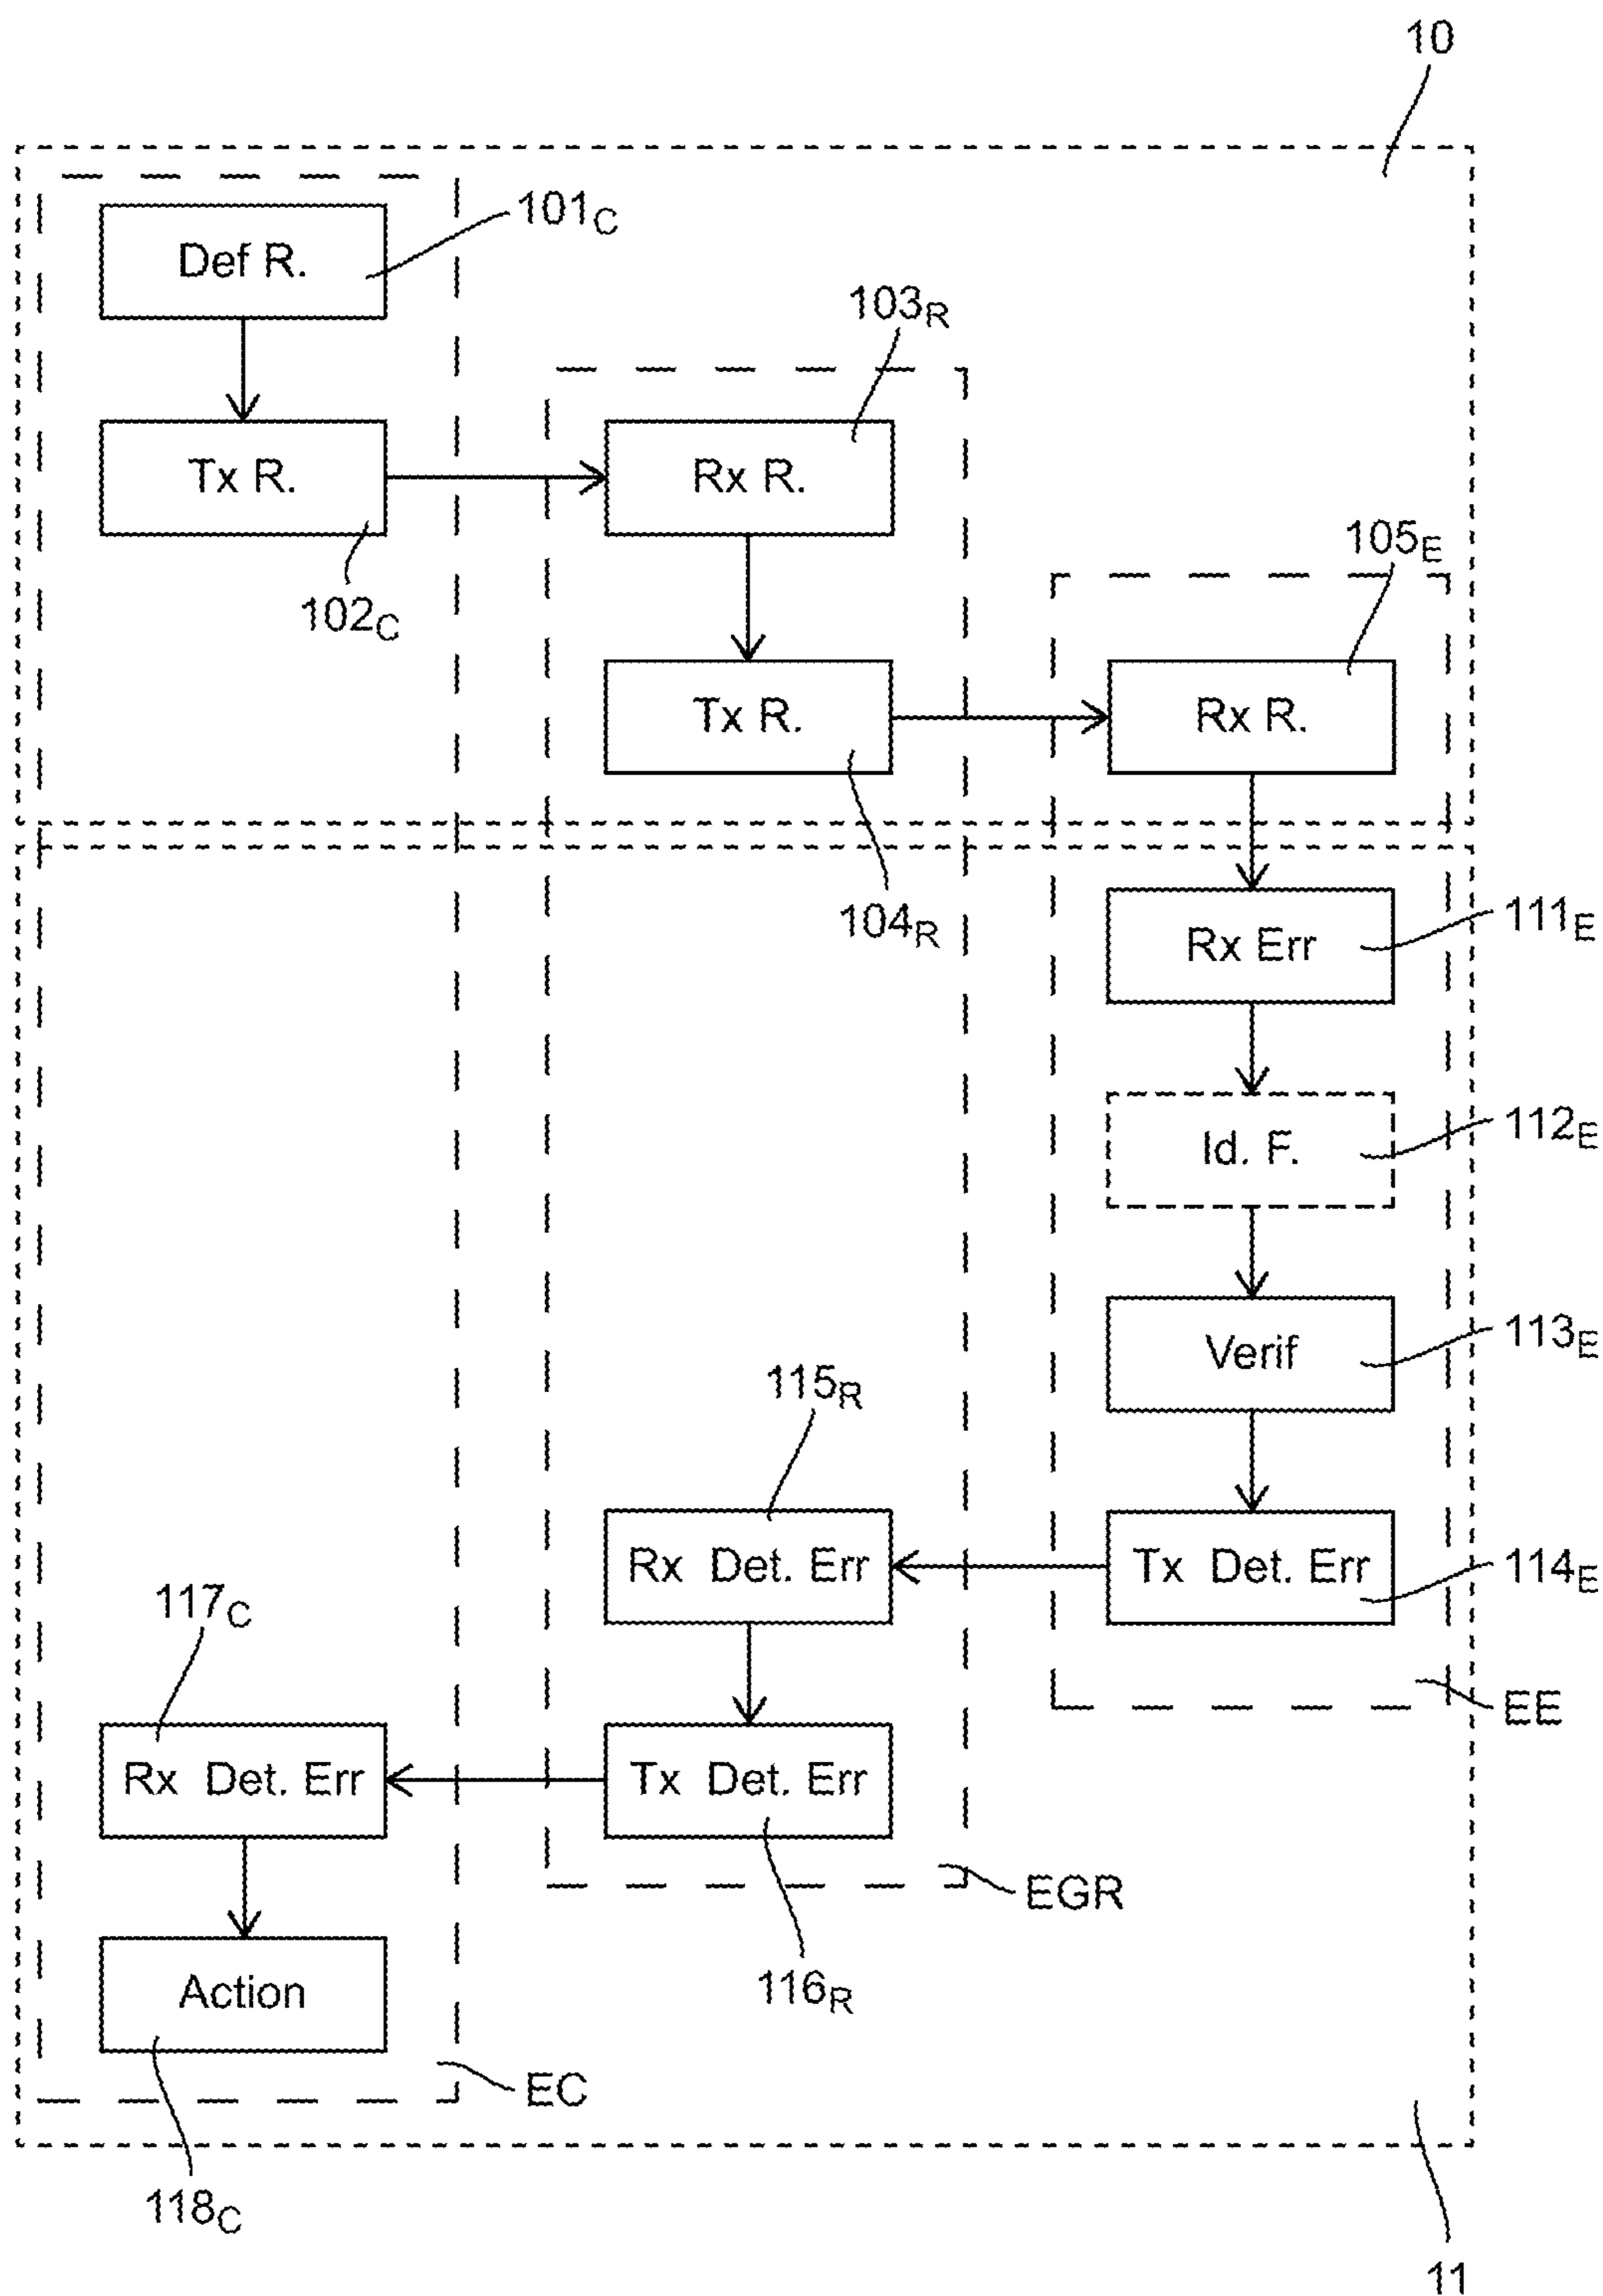 10
Def R.
101C
103R
Tx R.
Rx R.
102C
105E
Tx R.
Rx R.
104R
Rx Err
111E
Id. F.
112E
Verif
113E
115R
Rx Det. Err
Tx Det. Err
114E
117C
EE
Rx Det. Err
Tx Det. Err
EGR
Action
116R
EC
118C
11